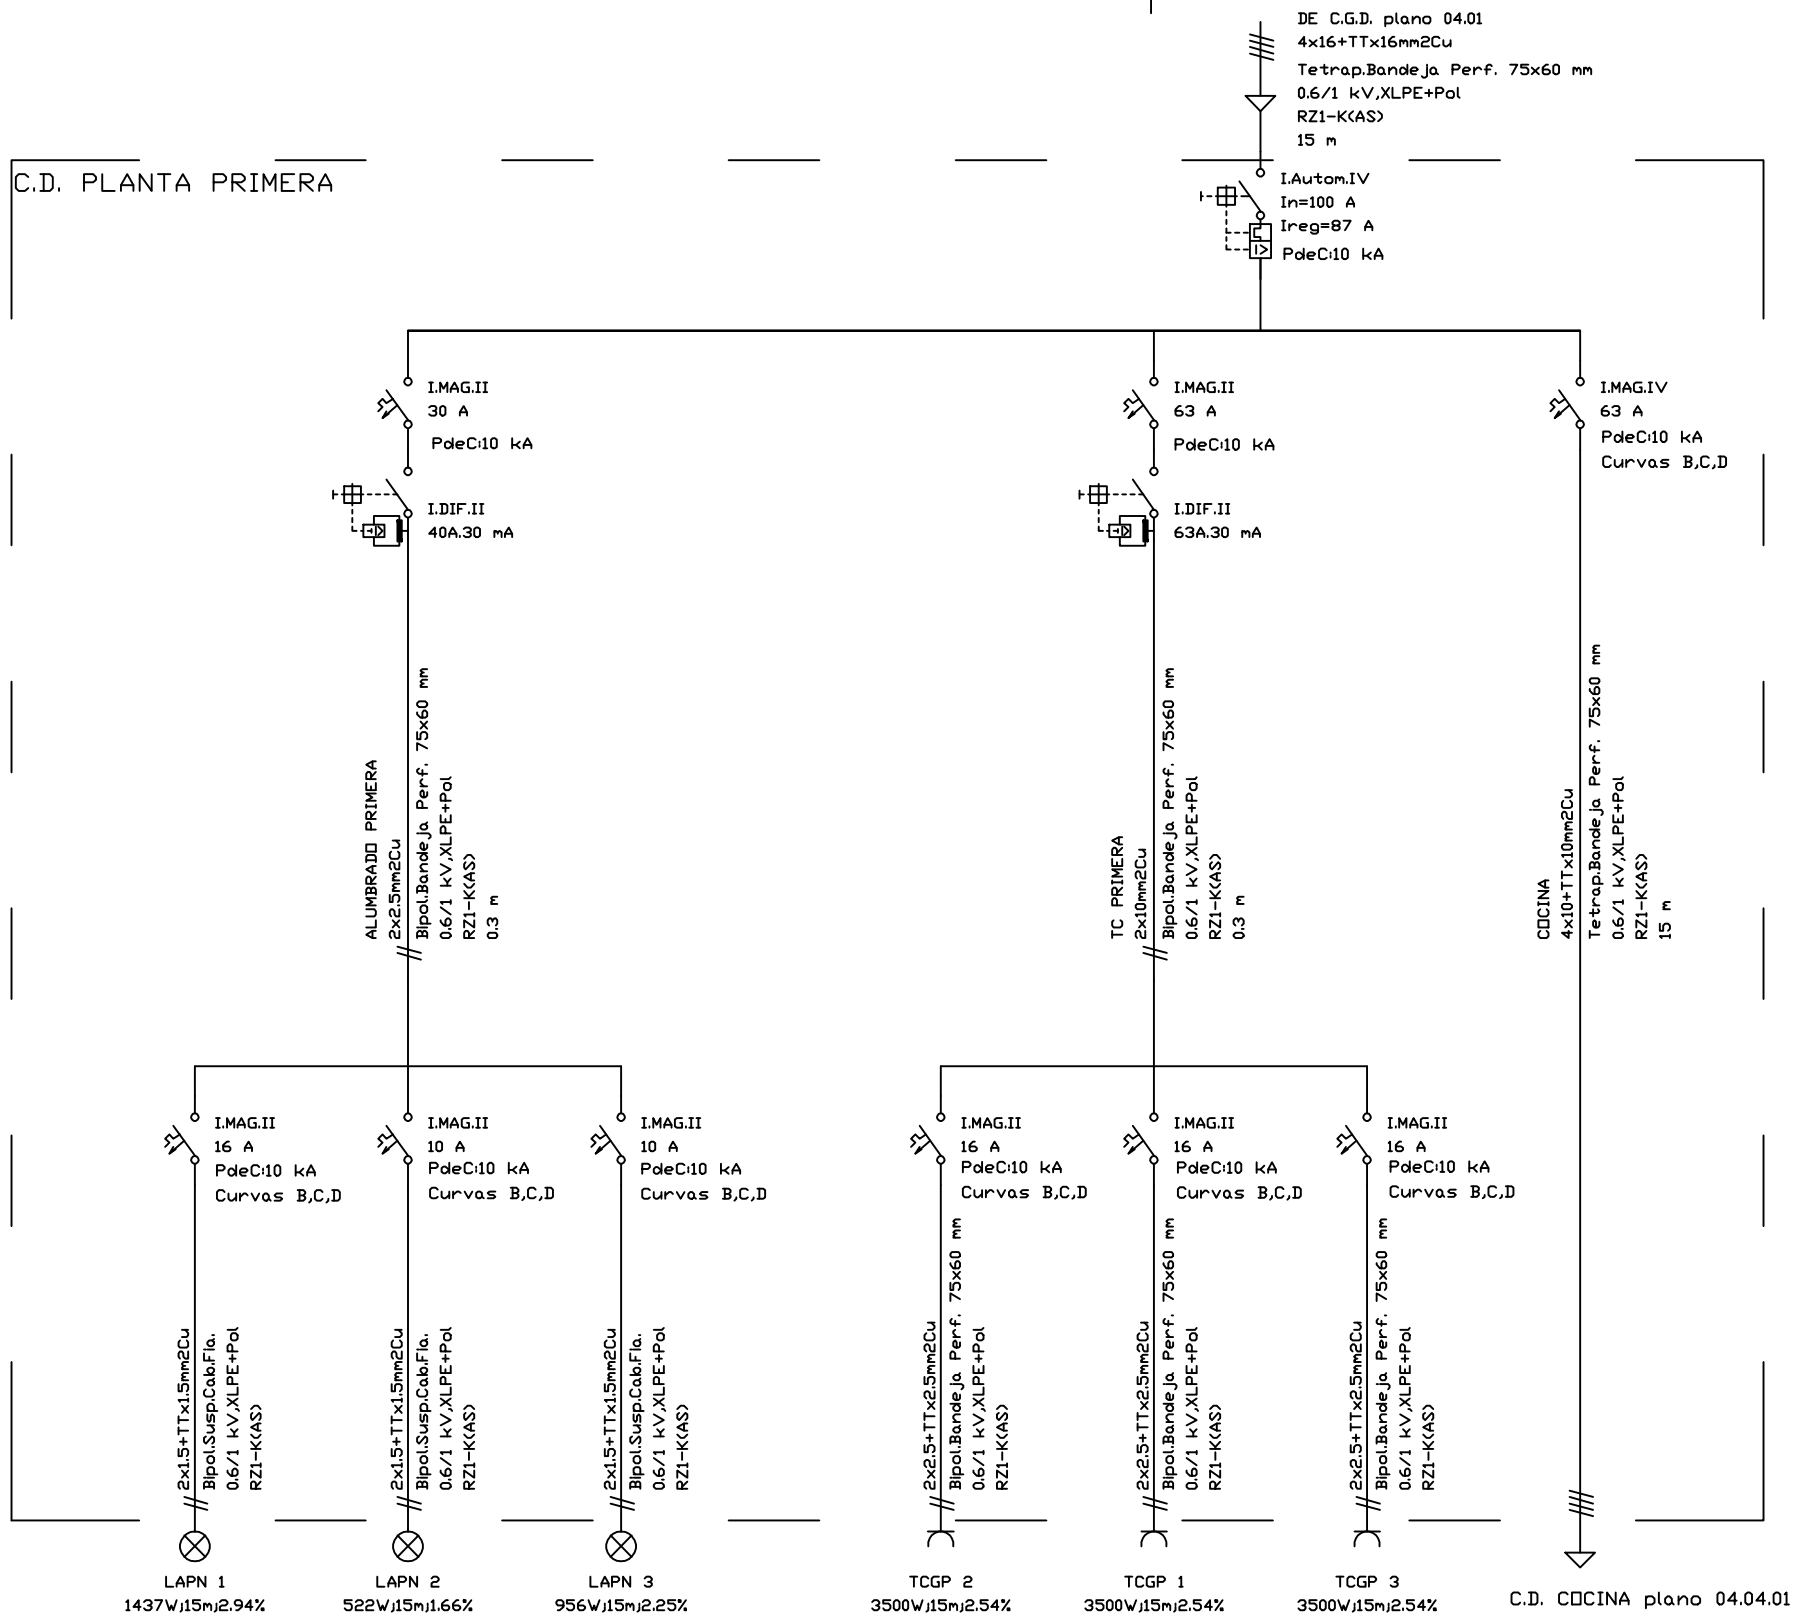 DE C.G.D. plano 04.01
4x16+TTx16mm2Cu
Tetrap.Bandeja Perf. 75x60 mm
0.6/1 kV,XLPE+Pol
RZ1-K(AS)
15 m
C.D. PLANTA PRIMERA
I.Autom.IV
In=100 A
Ireg=87 A
PdeC:10 kA
I.MAG.II
30 A
PdeC:10 kA
I.DIF.II
40A.30 mA
I.MAG.II
63 A
PdeC:10 kA
I.DIF.II
63A.30 mA
I.MAG.IV
63 A
PdeC:10 kA
Curvas B,C,D
ALUMBRADO PRIMERA
2x2.5mm2Cu
Bipol.Bandeja Perf. 75x60 mm
0.6/1 kV,XLPE+Pol
RZ1-K(AS)
0.3 m
TC PRIMERA
2x10mm2Cu
Bipol.Bandeja Perf. 75x60 mm
0.6/1 kV,XLPE+Pol
RZ1-K(AS)
0.3 m
COCINA
4x10+TTx10mm2Cu
Tetrap.Bandeja Perf. 75x60 mm
0.6/1 kV,XLPE+Pol
RZ1-K(AS)
15 m
I.MAG.II
16 A
PdeC:10 kA
Curvas B,C,D
I.MAG.II
10 A
PdeC:10 kA
Curvas B,C,D
I.MAG.II
10 A
PdeC:10 kA
Curvas B,C,D
I.MAG.II
16 A
PdeC:10 kA
Curvas B,C,D
I.MAG.II
16 A
PdeC:10 kA
Curvas B,C,D
I.MAG.II
16 A
PdeC:10 kA
Curvas B,C,D
2x1.5+TTx1.5mm2Cu
Bipol.Susp.Cab.Fia.
0.6/1 kV,XLPE+Pol
RZ1-K(AS)
2x1.5+TTx1.5mm2Cu
Bipol.Susp.Cab.Fia.
0.6/1 kV,XLPE+Pol
RZ1-K(AS)
2x1.5+TTx1.5mm2Cu
Bipol.Susp.Cab.Fia.
0.6/1 kV,XLPE+Pol
RZ1-K(AS)
2x2.5+TTx2.5mm2Cu
Bipol.Bandeja Perf. 75x60 mm
0.6/1 kV,XLPE+Pol
RZ1-K(AS)
2x2.5+TTx2.5mm2Cu
Bipol.Bandeja Perf. 75x60 mm
0.6/1 kV,XLPE+Pol
RZ1-K(AS)
2x2.5+TTx2.5mm2Cu
Bipol.Bandeja Perf. 75x60 mm
0.6/1 kV,XLPE+Pol
RZ1-K(AS)
LAPN 1
1437W;15m;2.94%
LAPN 2
522W;15m;1.66%
LAPN 3
956W;15m;2.25%
TCGP 2
3500W;15m;2.54%
TCGP 1
3500W;15m;2.54%
TCGP 3
3500W;15m;2.54%
C.D. COCINA plano 04.04.01